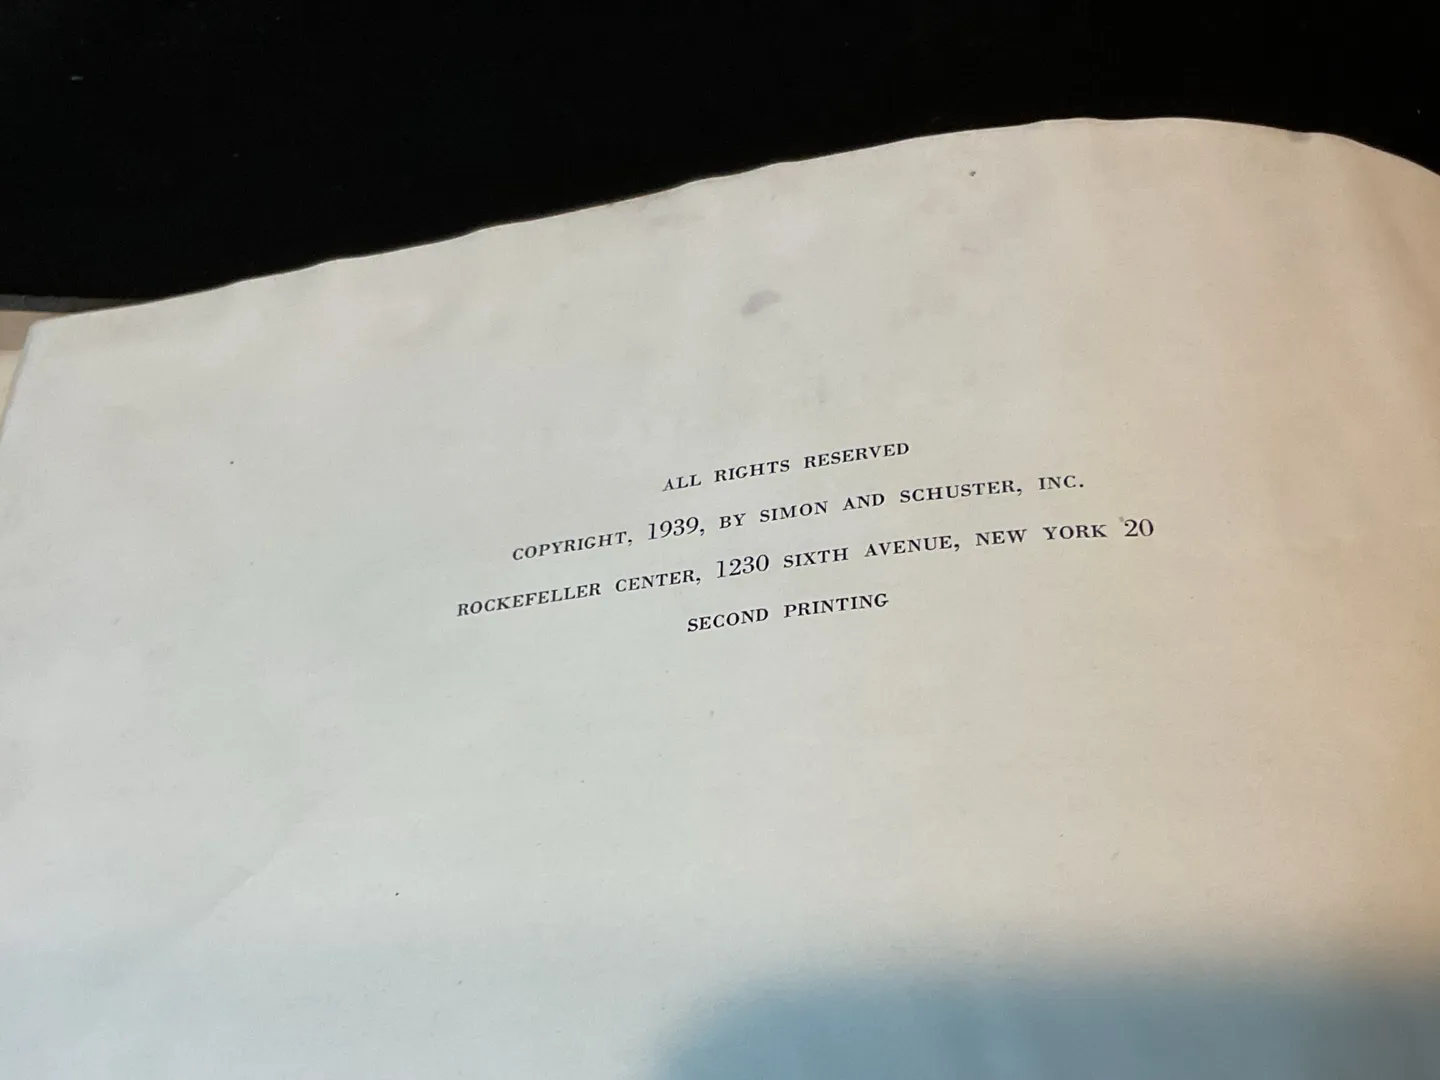 ALL RIGHTS RESERVED
COPYRIGHT, 1939, BY SIMON AND SCHUSTER, INC.
ROCKEFELLER CENTER, 1230 SIXTH AVENUE, NEW YORK 20
SECOND PRINTING